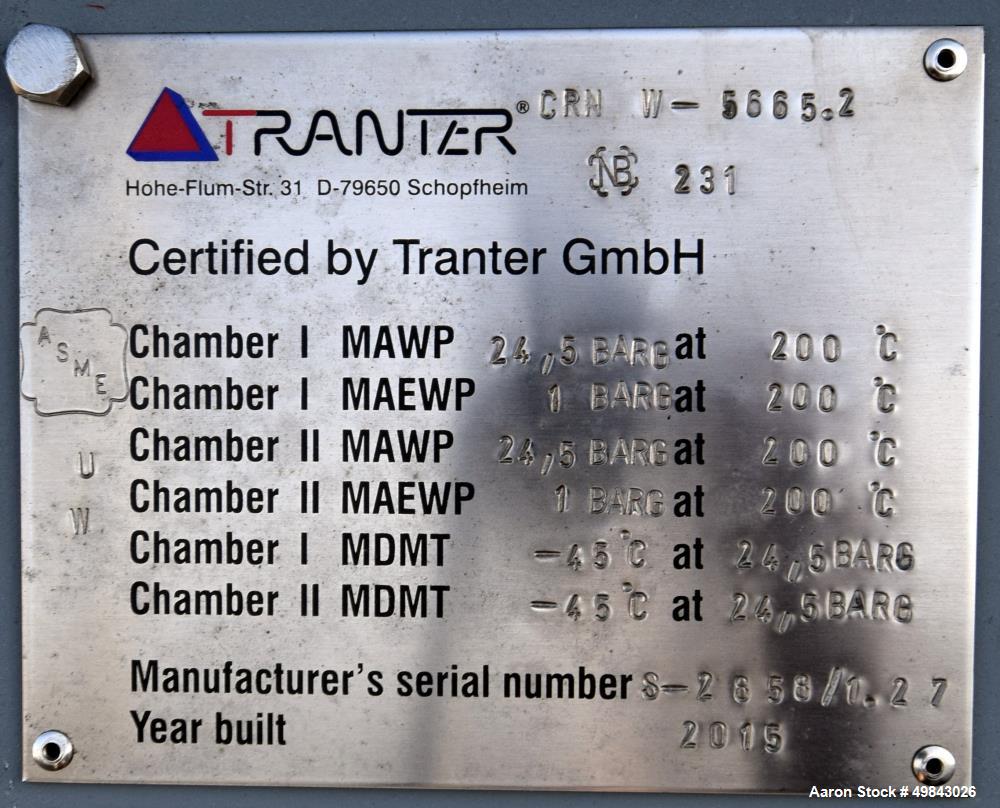 TRANTER® CRN W-5665.2
Hohe-Flum-Str. 31 D-79650 Schopfheim
NB 231
Certified by Tranter GmbH
ASME
U
W
Chamber I MAWP 24,5 BARG at 200 °C
Chamber I MAEWP 1 BARG at 200 °C
Chamber II MAWP 24,5 BARG at 200 °C
Chamber II MAEWP 1 BARG at 200 °C
Chamber I MDMT -45 °C at 24,5 BARG
Chamber II MDMT -45 °C at 24,5 BARG
Manufacturer's serial number
Year built 2015
Aaron Stock # 49843026